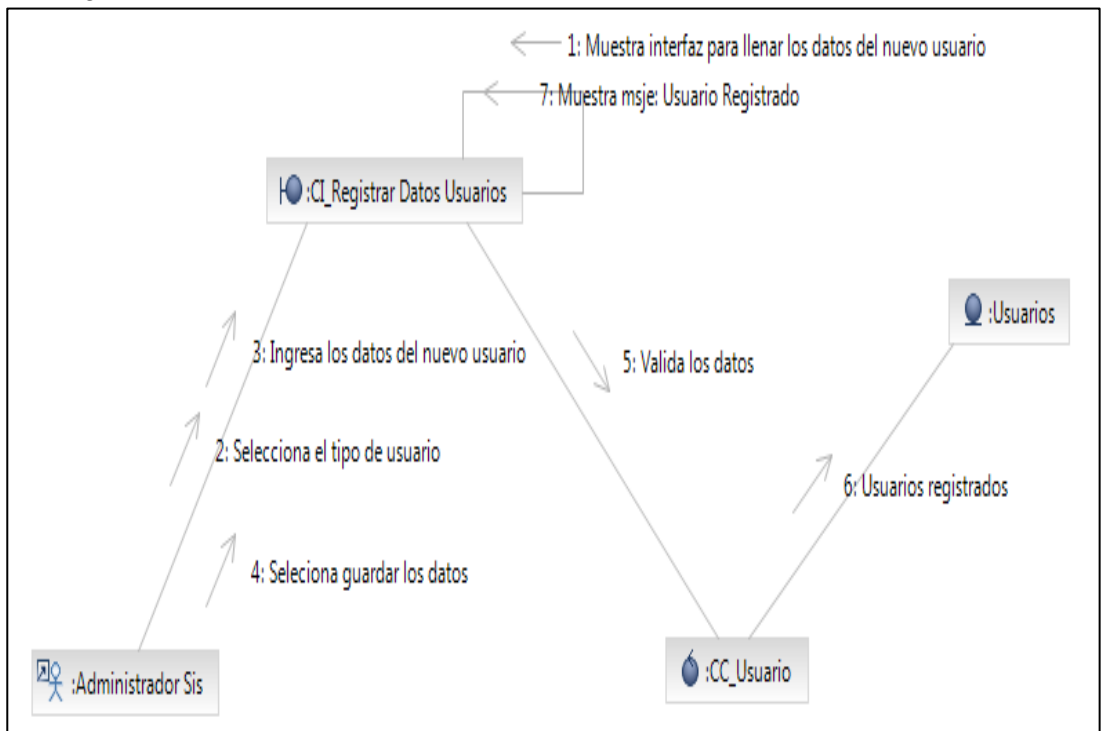 1: Muestra interfaz para llenar los datos del nuevo usuario
7: Muestra msje: Usuario Registrado
:CI_Registrar Datos Usuarios
:Usuarios
3: Ingresa los datos del nuevo usuario
5: Valida los datos
2: Selecciona el tipo de usuario
6: Usuarios registrados
4: Seleciona guardar los datos
:Administrador Sis
:CC_Usuario